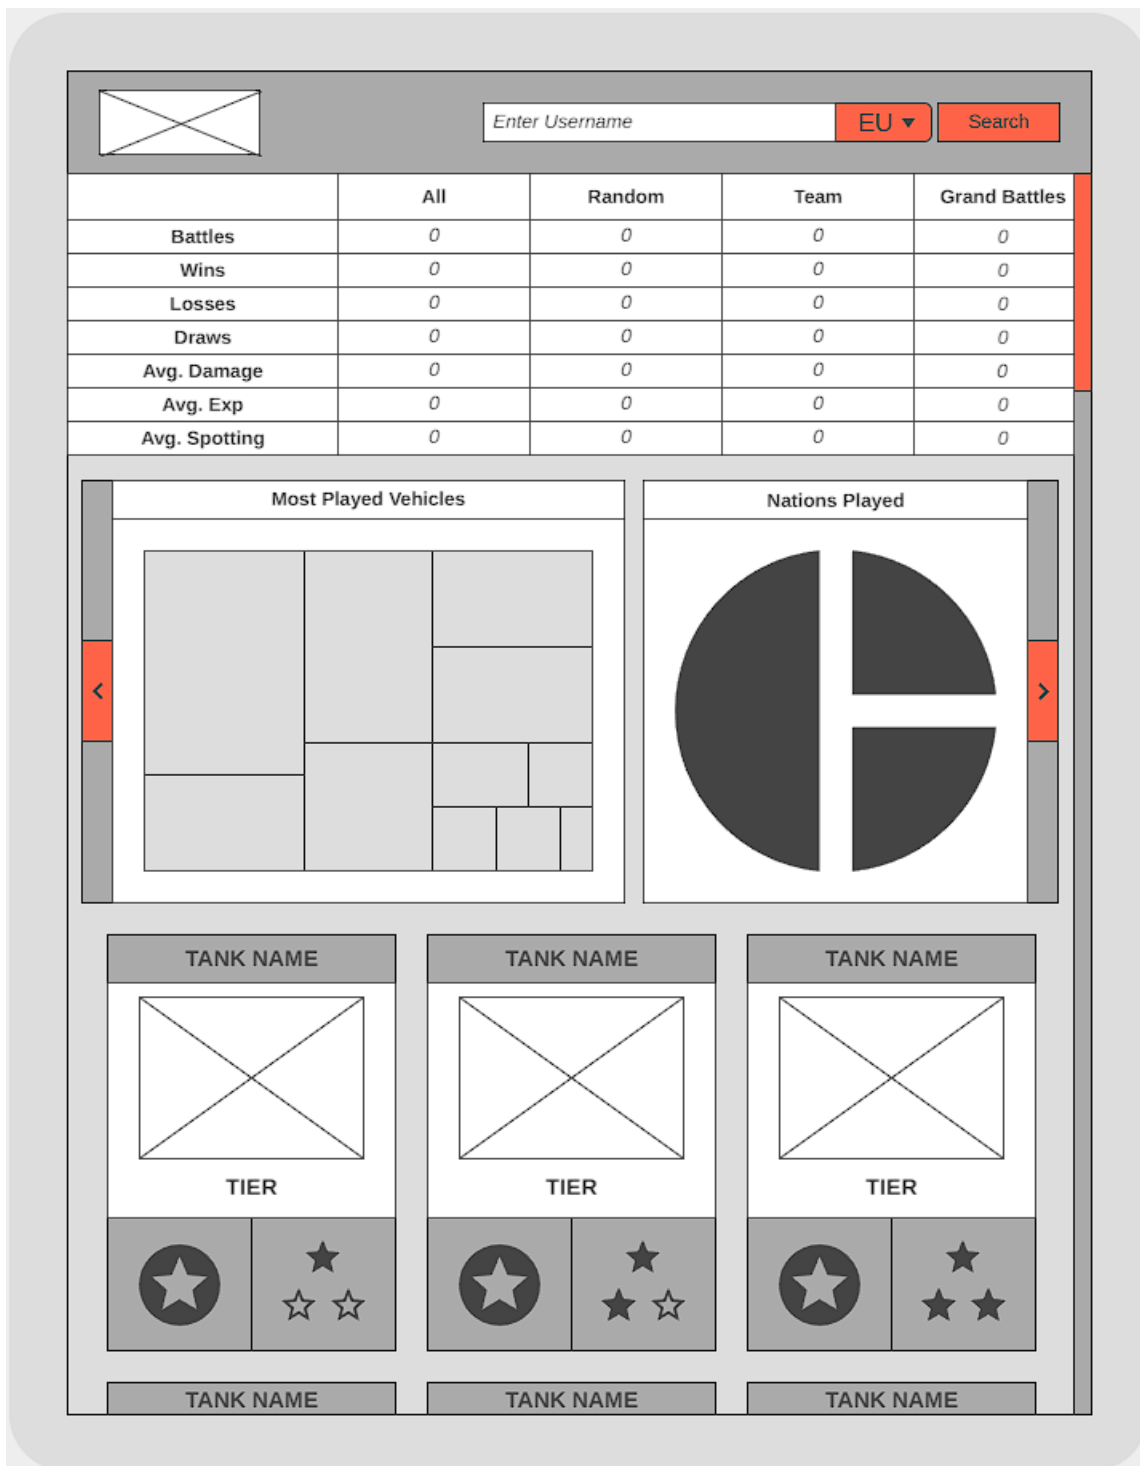 Enter Username EU Search
All Random Team Grand Battles
Battles 0 0 0 0
Wins 0 0 0 0
Losses 0 0 0 0
Draws 0 0 0 0
Avg. Damage 0 0 0 0
Avg. Exp 0 0 0 0
Avg. Spotting 0 0 0 0
Most Played Vehicles Nations Played
< >
TANK NAME TANK NAME TANK NAME
TIER TIER TIER
TANK NAME TANK NAME TANK NAME